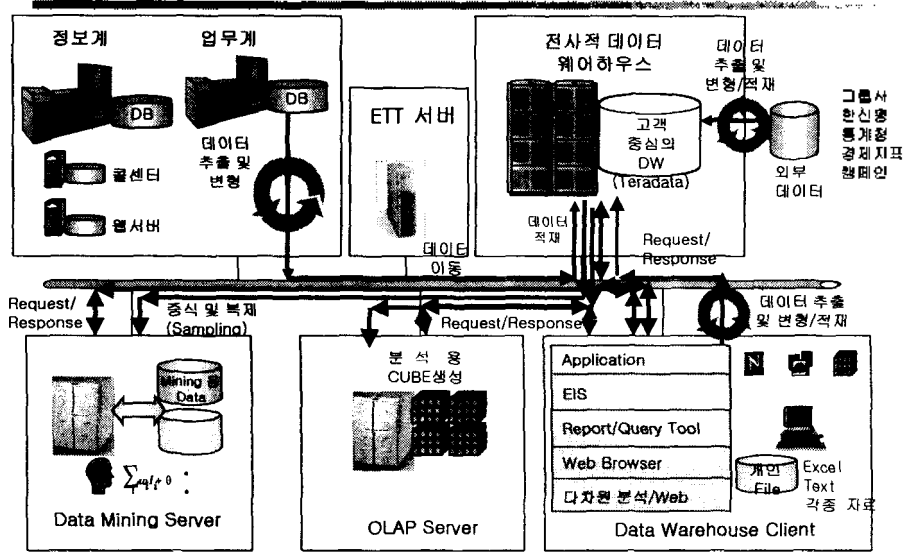 정보계
업무계
DB
DB
데이터
추출 및
변형
콜센터
웹서버
ETT 서버
전사적 데이터
웨어하우스
고객
중심의
DW
(Teradata)
데이터
추출 및
변형/적재
외부
데이터
그룹사
한신평
통계청
경제지표
캠페인
데이터
적재
Request/
Response
데이터
이동
Request/
Response
증식 및 복제
(Sampling)
Request/Response
데이터 추출
및 변형/적재
Mining 용
Data
Data Mining Server
분 석 용
CUBE생성
OLAP Server
Application
EIS
Report/Query Tool
Web Browser
다차원 분석/Web
개인
File
Excel
Text
각종 자료
Data Warehouse Client